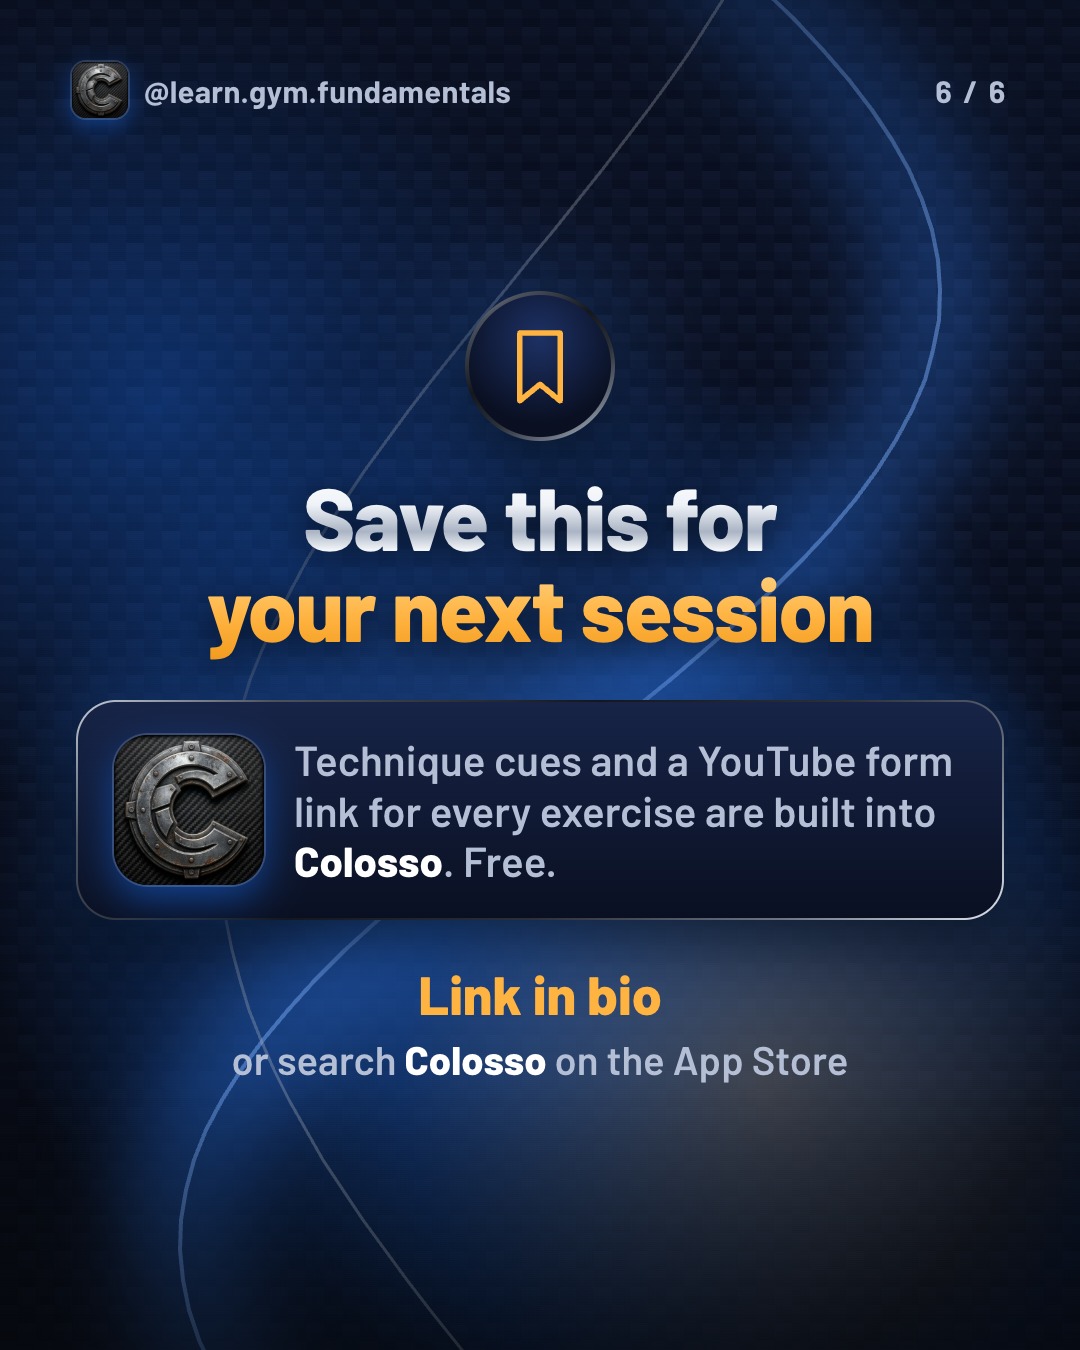 @learn.gym.fundamentals
6 / 6
Save this for
your next session
Technique cues and a YouTube form
link for every exercise are built into
Colosso. Free.
Link in bio
or search Colosso on the App Store